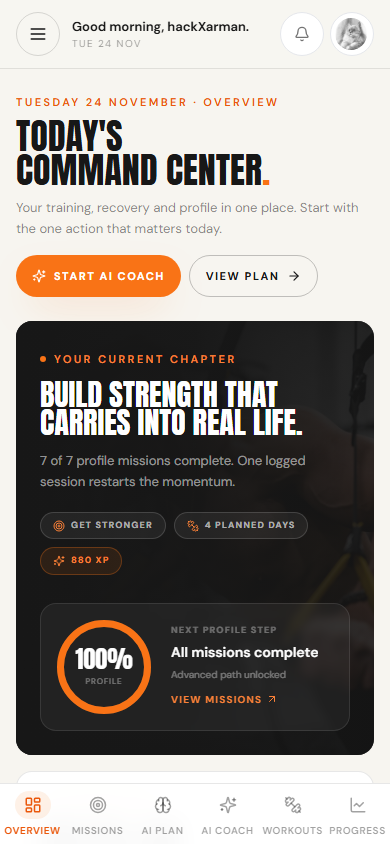 Good morning, hackXarman.
TUE 24 NOV
TUESDAY 24 NOVEMBER · OVERVIEW
TODAY'S
COMMAND CENTER.
Your training, recovery and profile in one place. Start with
the one action that matters today.
START AI COACH
VIEW PLAN →
YOUR CURRENT CHAPTER
BUILD STRENGTH THAT
CARRIES INTO REAL LIFE.
7 of 7 profile missions complete. One logged
session restarts the momentum.
GET STRONGER
4 PLANNED DAYS
880 XP
100%
PROFILE
NEXT PROFILE STEP
All missions complete
Advanced path unlocked
VIEW MISSIONS ↗
OVERVIEW
MISSIONS
AI PLAN
AI COACH
WORKOUTS
PROGRESS